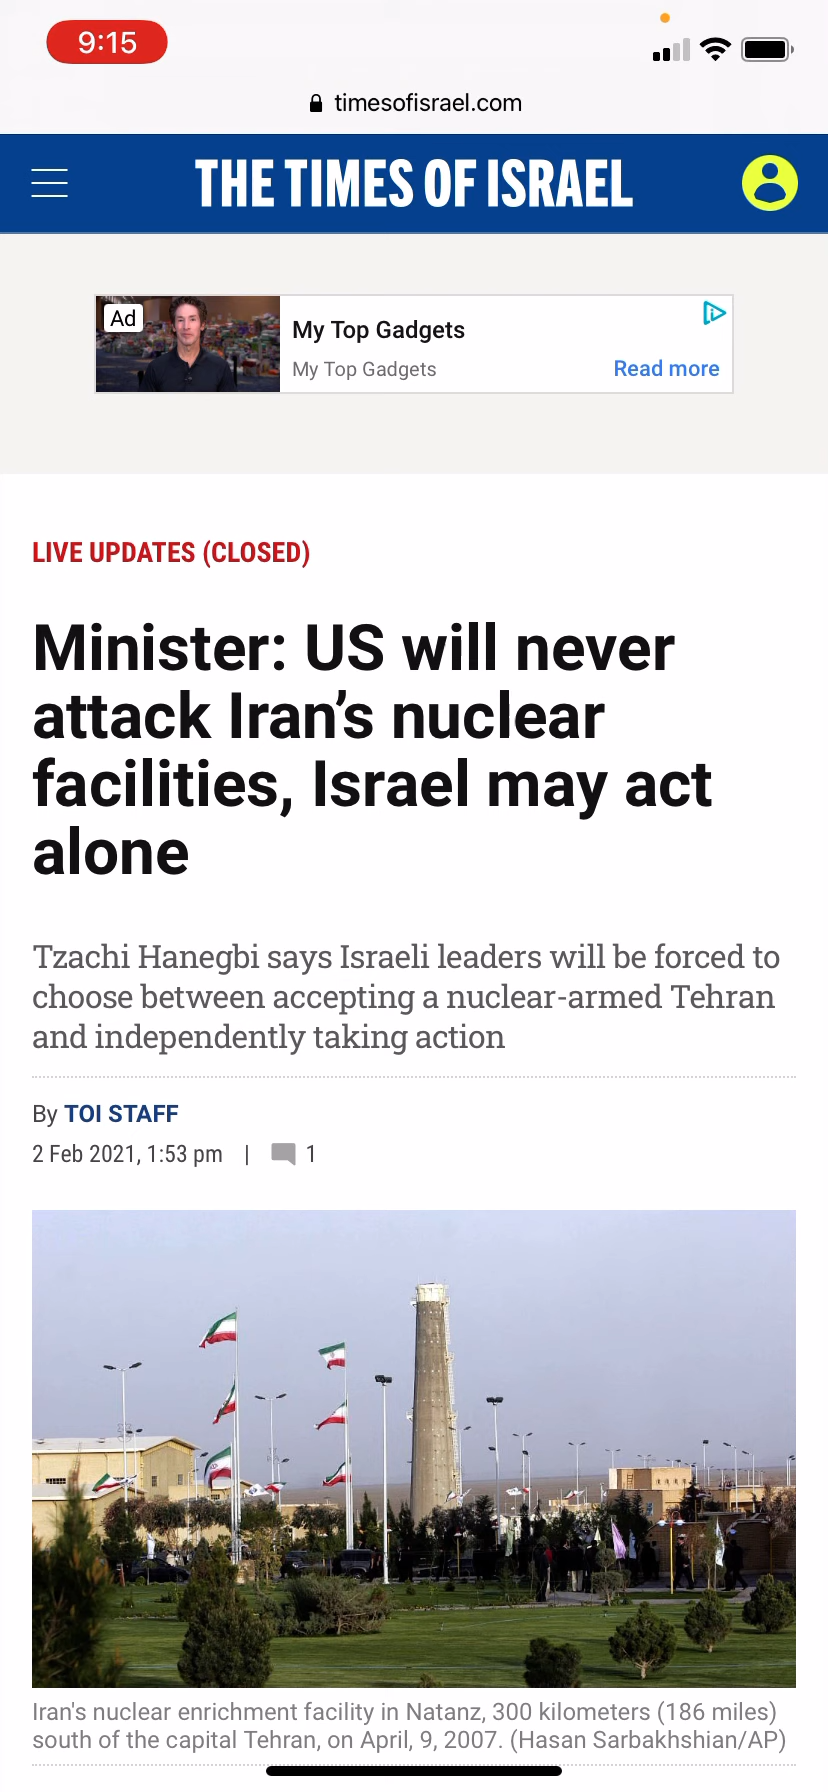 9:15
timesofisrael.com
THE TIMES OF ISRAEL
Ad
My Top Gadgets
My Top Gadgets
Read more
LIVE UPDATES (CLOSED)
Minister: US will never
attack Iran’s nuclear
facilities, Israel may act
alone
Tzachi Hanegbi says Israeli leaders will be forced to
choose between accepting a nuclear-armed Tehran
and independently taking action
By TOI STAFF
2 Feb 2021, 1:53 pm | 1
Iran's nuclear enrichment facility in Natanz, 300 kilometers (186 miles)
south of the capital Tehran, on April, 9, 2007. (Hasan Sarbakhshian/AP)